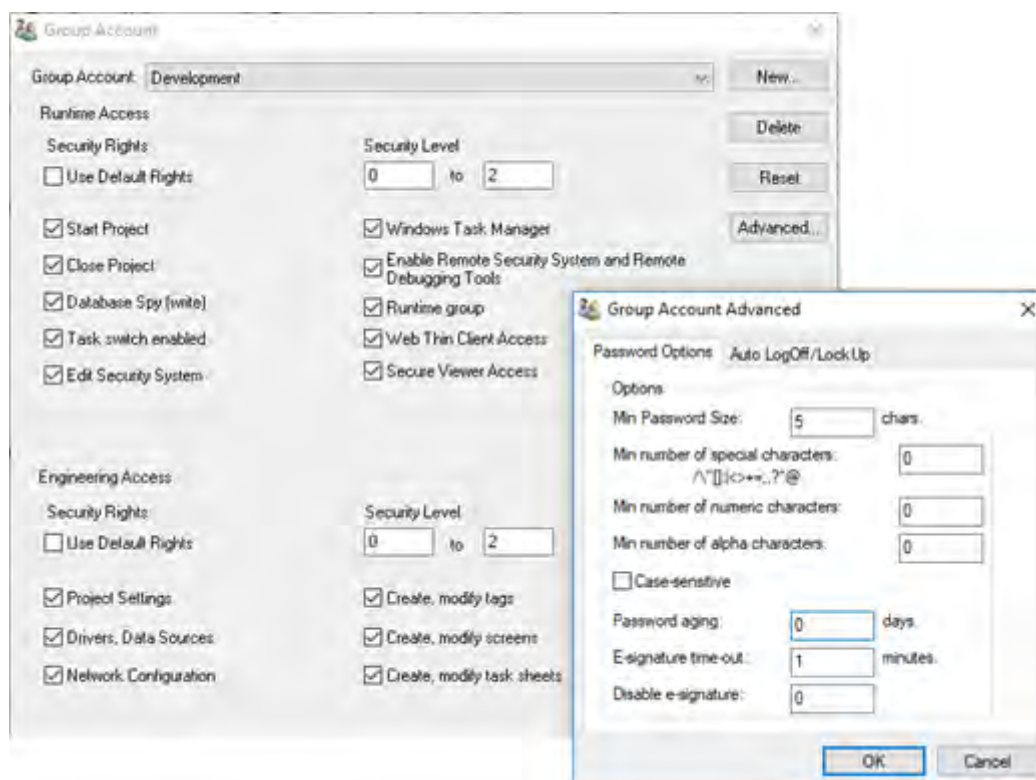 Group Account
Group Account: Development
New...
Runtime Access
Delete
Security Rights
Security Level
Use Default Rights
0 to 2
Reset
Start Project
Windows Task Manager
Advanced...
Close Project
Enable Remote Security System and Remote
Debugging Tools
Database Spy (write)
Runtime group
Task switch enabled
Web Thin Client Access
Edit Security System
Secure Viewer Access
Engineering Access
Security Rights
Security Level
Use Default Rights
0 to 2
Project Settings
Create, modify tags
Drivers, Data Sources
Create, modify screens
Network Configuration
Create, modify task sheets
Group Account Advanced
Password Options
Auto LogOff/Lock Up
Options
Min Password Size: 5 chars.
Min number of special characters: 0
Min number of numeric characters: 0
Min number of alpha characters: 0
Case-sensitive
Password aging: 0 days.
E-signature time-out: 1 minutes.
Disable e-signature: 0
OK
Cancel